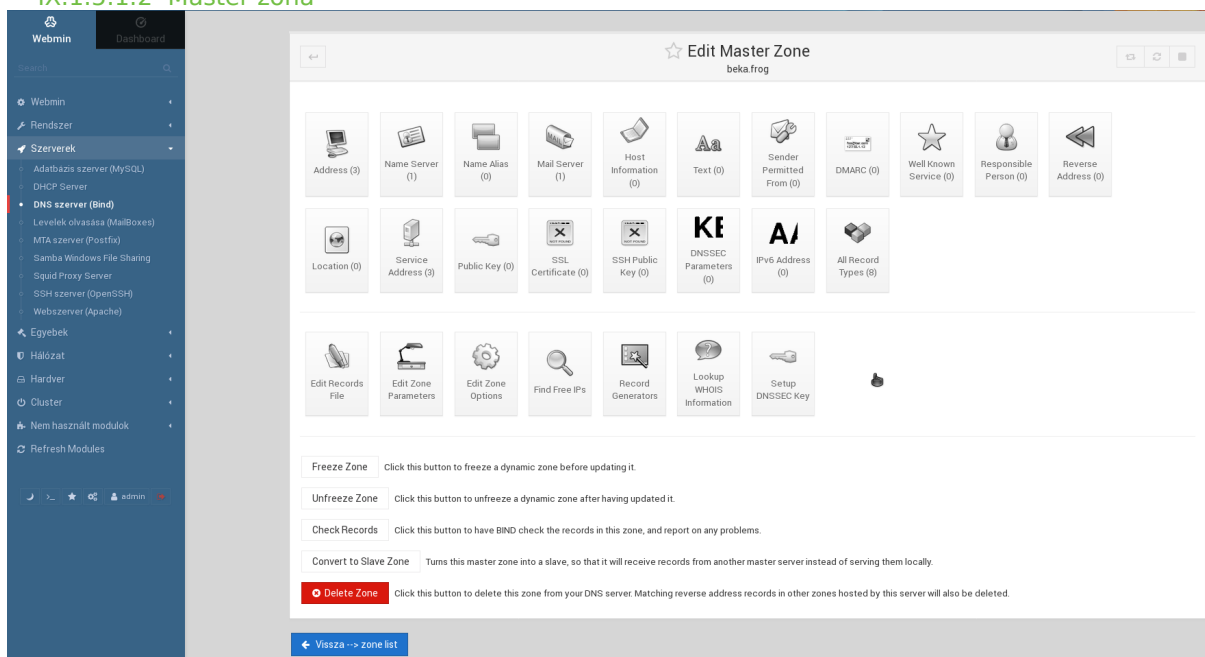 IX.1.3.1.2 Master zóna
Webmin
Dashboard
Search
Webmin
Rendszer
Szerverek
Adatbázis szerver (MySQL)
DHCP Server
DNS szerver (Bind)
Levelek olvasása (MailBoxes)
MTA szerver (Postfix)
Samba Windows File Sharing
Squid Proxy Server
SSH szerver (OpenSSH)
Webszerver (Apache)
Egyebek
Hálózat
Hardver
Cluster
Nem használt modulok
Refresh Modules
admin
Edit Master Zone
beka.frog
Address (3)
Name Server
(1)
Name Alias
(0)
Mail Server
(1)
Host
Information
(0)
Aa
Text (0)
Sender
Permitted
From (0)
DMARC (0)
Well Known
Service (0)
Responsible
Person (0)
Reverse
Address (0)
Location (0)
Service
Address (3)
Public Key (0)
SSL
Certificate (0)
SSH Public
Key (0)
DNSSEC
Parameters
(0)
IPv6 Address
(0)
All Record
Types (8)
Edit Records
File
Edit Zone
Parameters
Edit Zone
Options
Find Free IPs
Record
Generators
Lookup
WHOIS
Information
Setup
DNSSEC Key
Freeze Zone Click this button to freeze a dynamic zone before updating it.
Unfreeze Zone Click this button to unfreeze a dynamic zone after having updated it.
Check Records Click this button to have BIND check the records in this zone, and report on any problems.
Convert to Slave Zone Turns this master zone into a slave, so that it will receive records from another master server instead of serving them locally.
Delete Zone Click this button to delete this zone from your DNS server. Matching reverse address records in other zones hosted by this server will also be deleted.
Vissza --> zone list